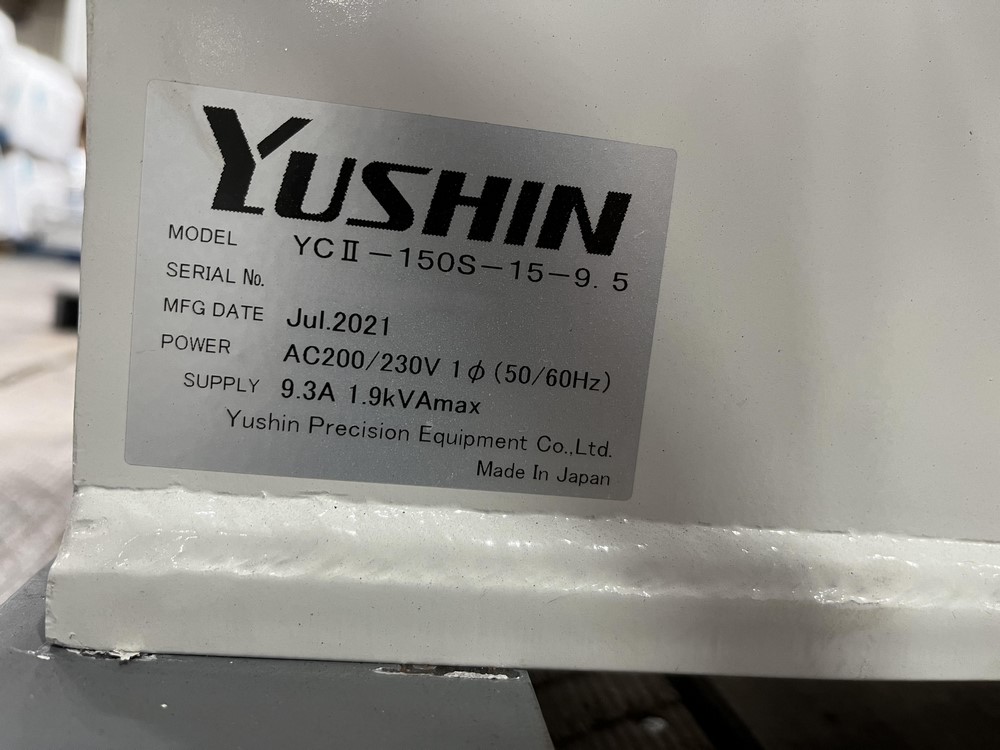 YUSHIN
MODEL YCⅡ-150S-15-9.5
SERIAL No.
MFG DATE Jul.2021
POWER AC200/230V 1φ (50/60Hz)
SUPPLY 9.3A 1.9kVAmax
Yushin Precision Equipment Co.,Ltd.
Made In Japan